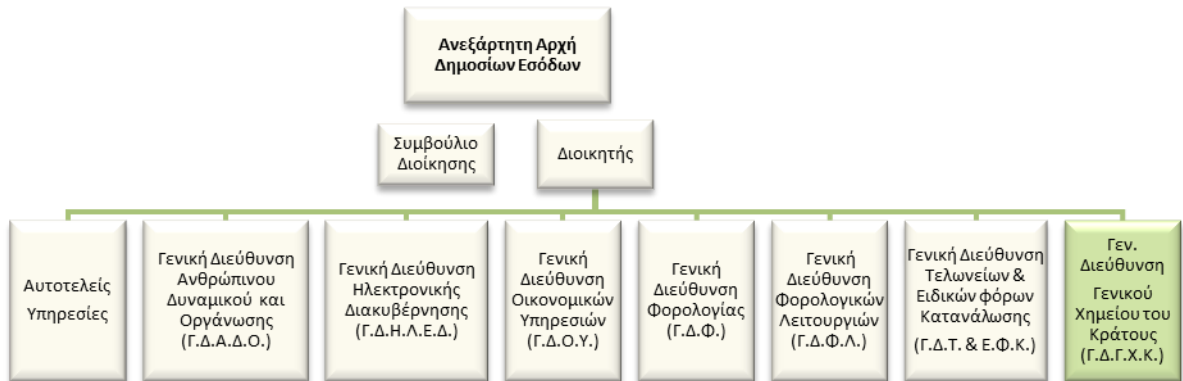 Ανεξάρτητη Αρχή
Δημοσίων Εσόδων
Συμβούλιο
Διοίκησης
Διοικητής
Αυτοτελείς
Υπηρεσίες
Γενική Διεύθυνση
Ανθρώπινου
Δυναμικού και
Οργάνωσης
(Γ.Δ.Α.Δ.Ο.)
Γενική Διεύθυνση
Ηλεκτρονικής
Διακυβέρνησης
(Γ.Δ.Η.Λ.Ε.Δ.)
Γενική
Διεύθυνση
Οικονομικών
Υπηρεσιών
(Γ.Δ.Ο.Υ.)
Γενική
Διεύθυνση
Φορολογίας
(Γ.Δ.Φ.)
Γενική
Διεύθυνση
Φορολογικών
Λειτουργιών
(Γ.Δ.Φ.Λ.)
Γενική Διεύθυνση
Τελωνείων &
Ειδικών φόρων
Κατανάλωσης
(Γ.Δ.Τ. & Ε.Φ.Κ.)
Γεν.
Διεύθυνση
Γενικού
Χημείου του
Κράτους
(Γ.Δ.Γ.Χ.Κ.)